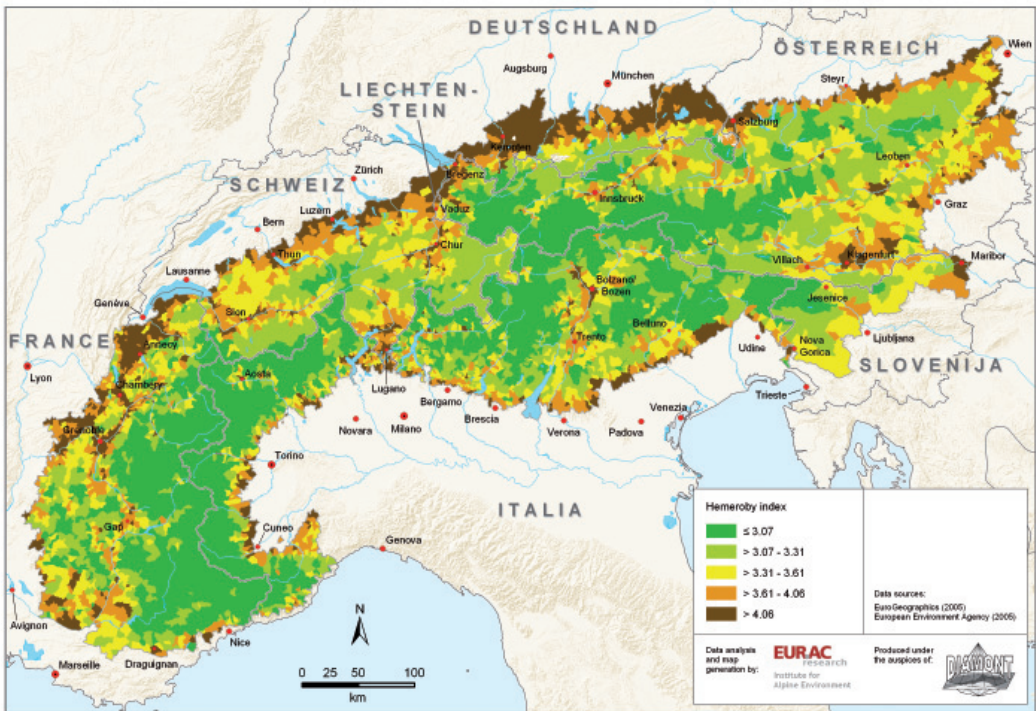 DEUTSCHLAND
ÖSTERREICH
Wien
Augsburg
München
Steyr
LIECHTEN-
STEIN
Salzburg
Kempten
Leoben
Bregenz
Zürich
SCHWEIZ
Innsbruck
Vaduz
Luzern
Graz
Bern
Chur
Thun
Klagenfurt
Villach
Maribor
Lausanne
Bolzano/
Bozen
Jesenice
Genève
Sion
Belluno
Ljubljana
FRANCE
Annecy
Trento
Nova
Gorica
Udine
SLOVENIJA
Lyon
Aosta
Chambéry
Lugano
Trieste
Bergamo
Brescia
Venezia
Grenoble
Novara
Milano
Verona
Padova
Torino
ITALIA
Gap
Cuneo
Genova
Avignon
N
Nice
Marseille
Draguignan
0 25 50 100
km
Hemeroby index
≤ 3.07
> 3.07 - 3.31
> 3.31 - 3.61
> 3.61 - 4.06
> 4.06
Data sources:
EuroGeographics (2005)
European Environment Agency (2005)
Data analysis
and map
generation by:
EURAC
research
Institute for
Alpine Environment
Produced under
the auspices of:
DIAMONT